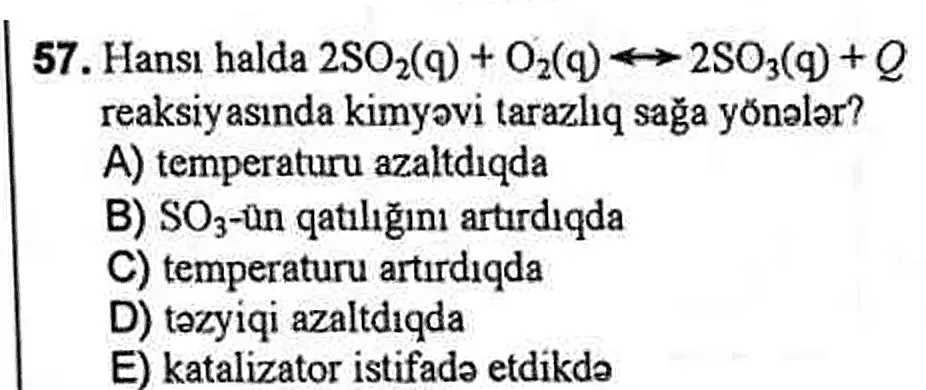 57. Hansı halda 2SO₂(q) + O₂(q) ⟷ 2SO₃(q) + Q
reaksiyasında kimyəvi tarazlıq sağa yönələr?
A) temperaturu azaltdıqda
B) SO₃-ün qatılığını artırdıqda
C) temperaturu artırdıqda
D) təzyiqi azaltdıqda
E) katalizator istifadə etdikdə